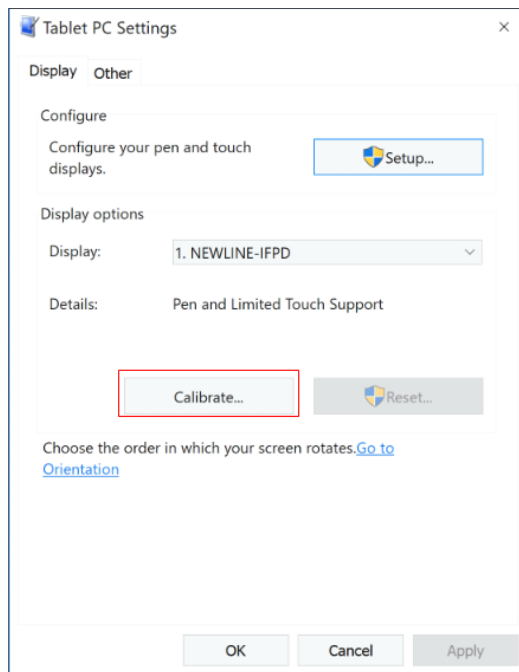 Tablet PC Settings
Display
Other
Configure
Configure your pen and touch
displays.
Setup...
Display options
Display:
1. NEWLINE-IFPD
Details:
Pen and Limited Touch Support
Calibrate...
Reset...
Choose the order in which your screen rotates.Go to
Orientation
OK
Cancel
Apply